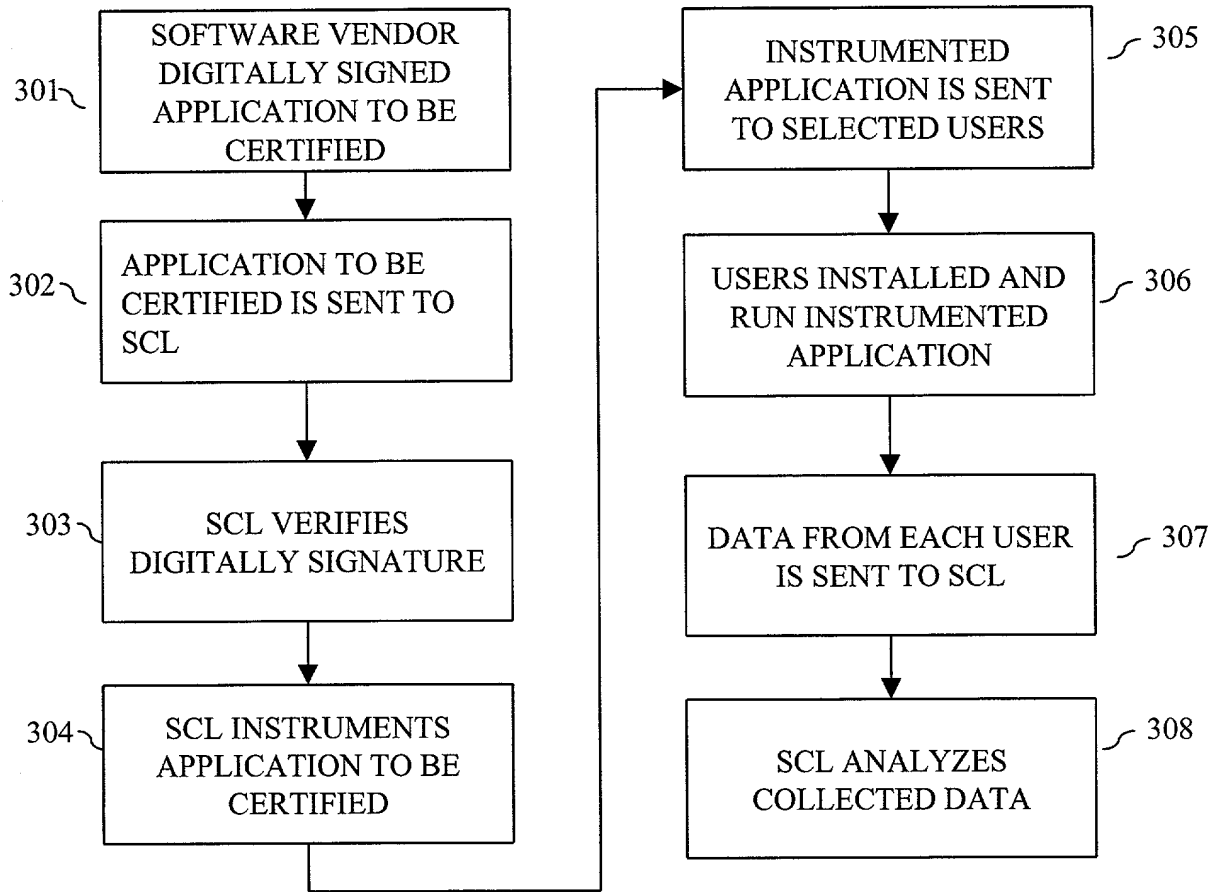 SOFTWARE VENDOR
DIGITALLY SIGNED
APPLICATION TO BE
CERTIFIED
301
APPLICATION TO BE
CERTIFIED IS SENT TO
SCL
302
SCL VERIFIES
DIGITALLY SIGNATURE
303
SCL INSTRUMENTS
APPLICATION TO BE
CERTIFIED
304
INSTRUMENTED
APPLICATION IS SENT
TO SELECTED USERS
305
USERS INSTALLED AND
RUN INSTRUMENTED
APPLICATION
306
DATA FROM EACH USER
IS SENT TO SCL
307
SCL ANALYZES
COLLECTED DATA
308